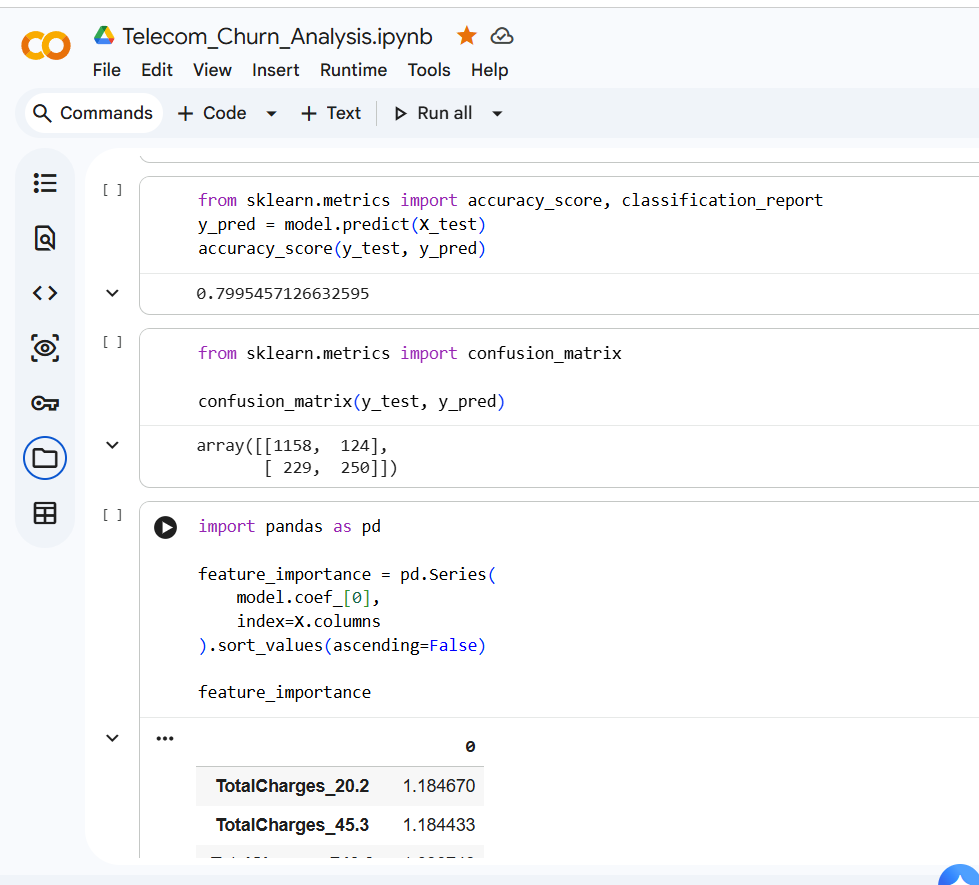 Telecom_Churn_Analysis.ipynb
File Edit View Insert Runtime Tools Help
Commands + Code + Text Run all
[ ]
from sklearn.metrics import accuracy_score, classification_report
y_pred = model.predict(X_test)
accuracy_score(y_test, y_pred)
0.7995457126632595
[ ]
from sklearn.metrics import confusion_matrix
confusion_matrix(y_test, y_pred)
array([[1158, 124],
[ 229, 250]])
[ ]
import pandas as pd
feature_importance = pd.Series(
model.coef_[0],
index=X.columns
).sort_values(ascending=False)
feature_importance
0
TotalCharges_20.2 1.184670
TotalCharges_45.3 1.184433